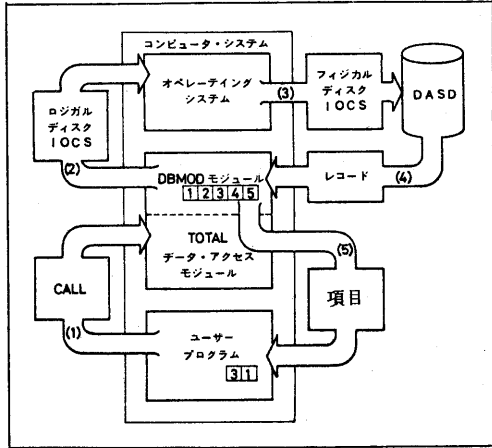 コンピュータ・システム
オペレーティング
システム
(3)
フィジカル
ディスク
IOCS
DASD
ロジカル
ディスク
IOCS
(2)
DBMOD モジュール
1 2 3 4 5
レコード
(4)
TOTAL
データ・アクセス
モジュール
(5)
CALL
項目
(1)
ユーザー
プログラム
3 1